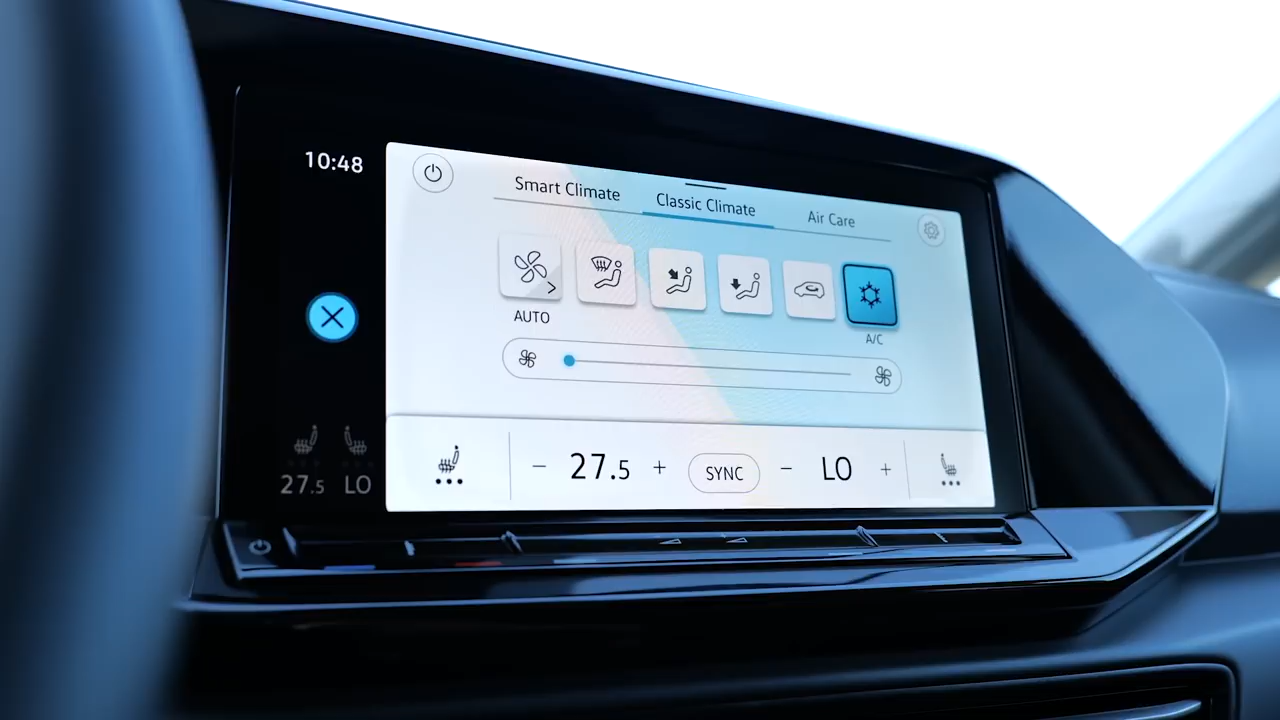 10:48
Smart Climate
Classic Climate
Air Care
AUTO
A/C
− 27.5 +
SYNC
− LO +
27.5 LO